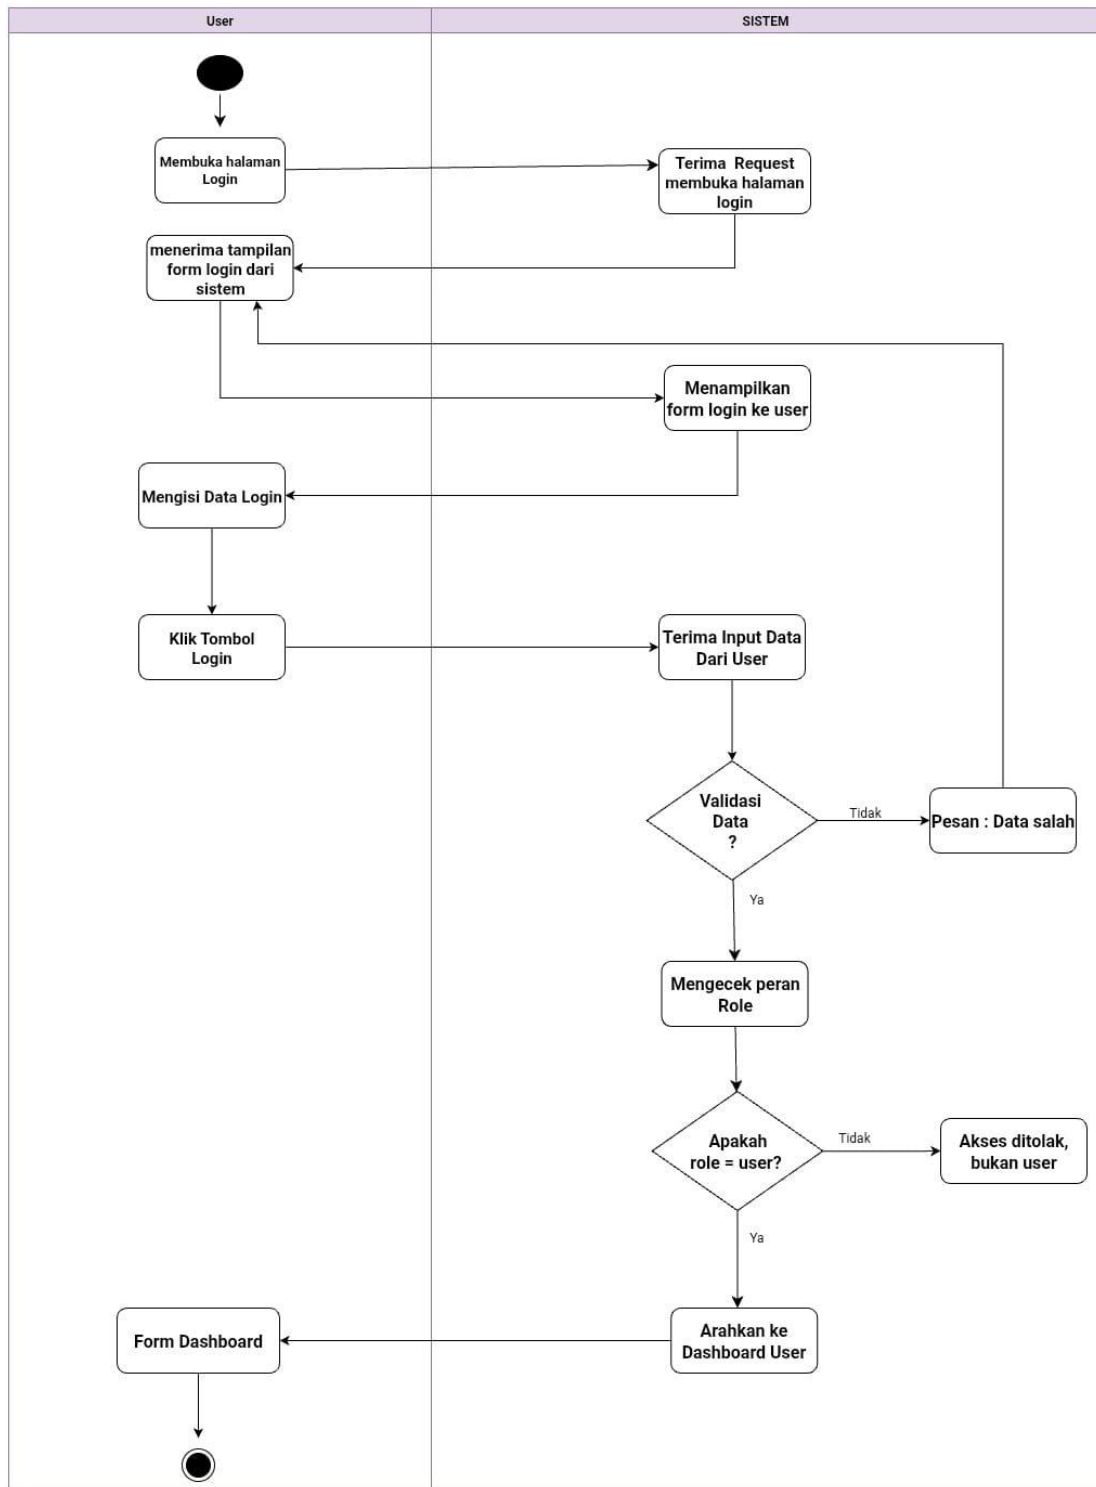 User
SISTEM
Membuka halaman
Login
Terima Request
membuka halaman
login
menerima tampilan
form login dari
sistem
Menampilkan
form login ke user
Mengisi Data Login
Klik Tombol
Login
Terima Input Data
Dari User
Validasi
Data
?
Tidak
Pesan : Data salah
Ya
Mengecek peran
Role
Apakah
role = user?
Tidak
Akses ditolak,
bukan user
Ya
Arahkan ke
Dashboard User
Form Dashboard